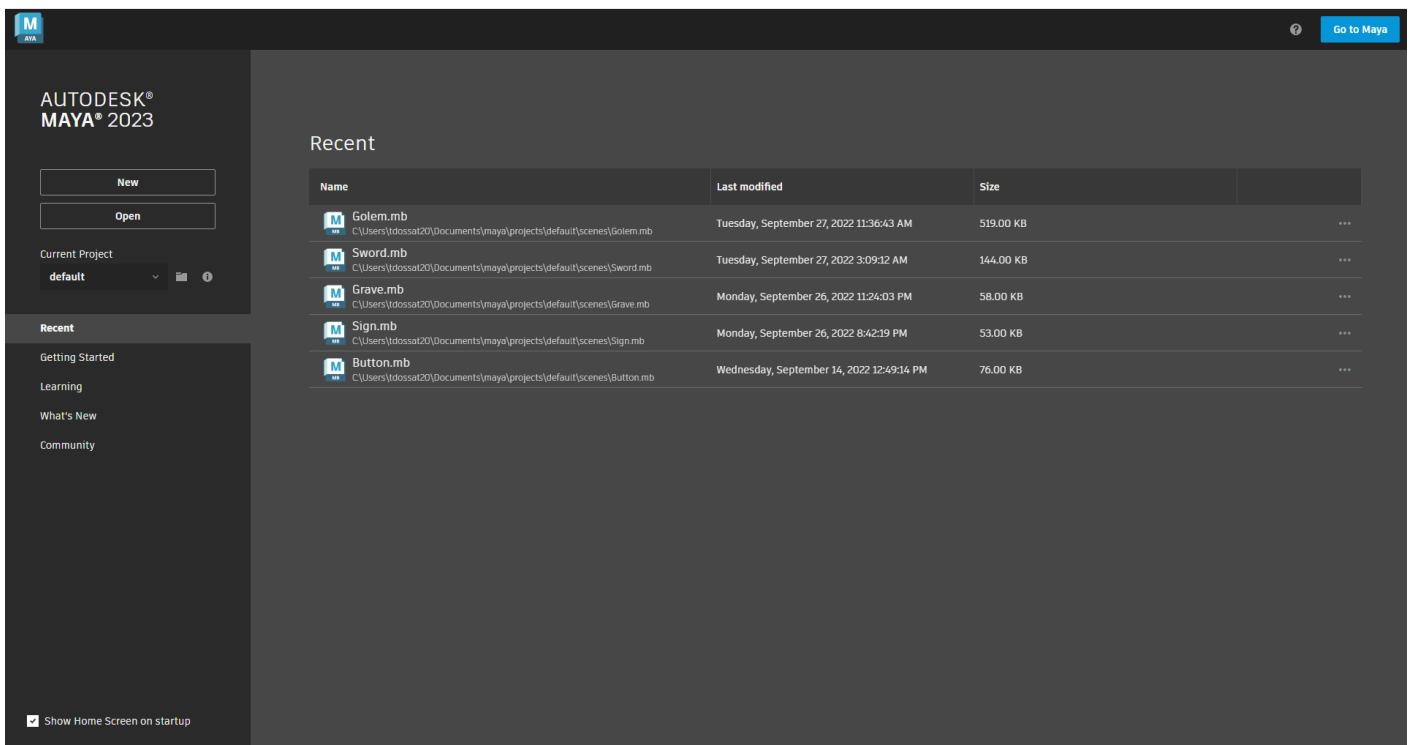 M
AYA
Go to Maya
AUTODESK®
MAYA® 2023
New
Open
Current Project
default
Recent
Getting Started
Learning
What's New
Community
Show Home Screen on startup
Recent
Name Last modified Size
M
MB
Golem.mb
C\Users\tdossat20\Documents\maya\projects\default\scenes\Golem.mb
Tuesday, September 27, 2022 11:36:43 AM 519.00 KB
M
MB
Sword.mb
C\Users\tdossat20\Documents\maya\projects\default\scenes\Sword.mb
Tuesday, September 27, 2022 3:09:12 AM 144.00 KB
M
MB
Grave.mb
C\Users\tdossat20\Documents\maya\projects\default\scenes\Grave.mb
Monday, September 26, 2022 11:24:03 PM 58.00 KB
M
MB
Sign.mb
C\Users\tdossat20\Documents\maya\projects\default\scenes\Sign.mb
Monday, September 26, 2022 8:42:19 PM 53.00 KB
M
MB
Button.mb
C\Users\tdossat20\Documents\maya\projects\default\scenes\Button.mb
Wednesday, September 14, 2022 12:49:14 PM 76.00 KB